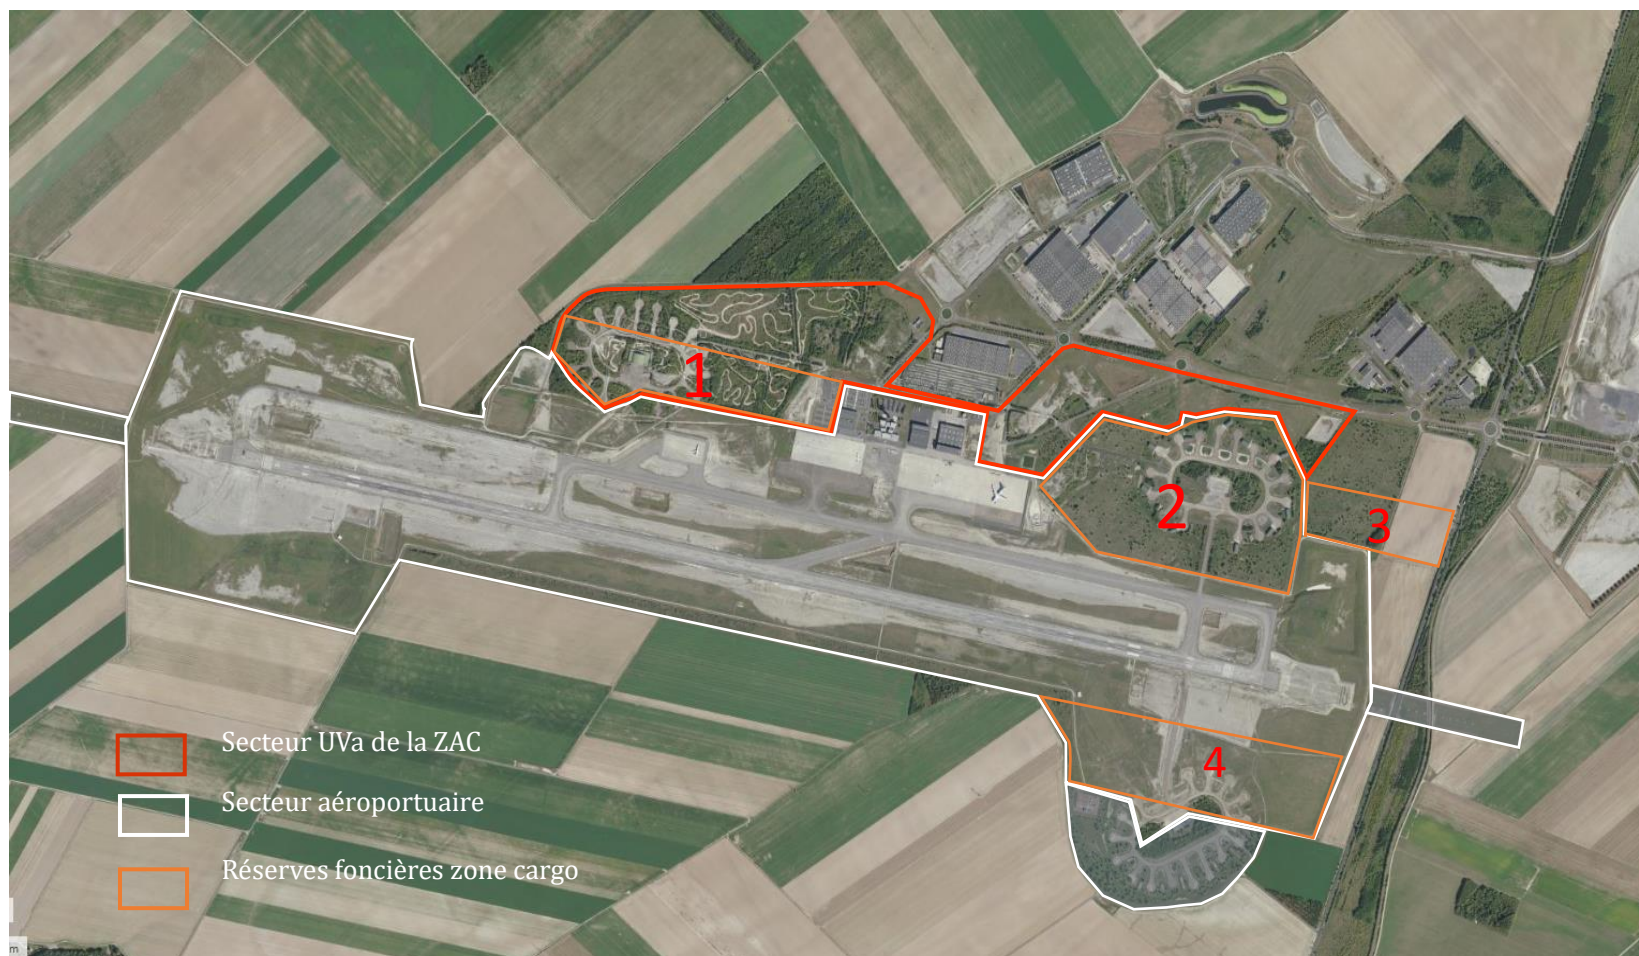 1
2
3
4
Secteur UVa de la ZAC
Secteur aéroportuaire
Réserves foncières zone cargo
m